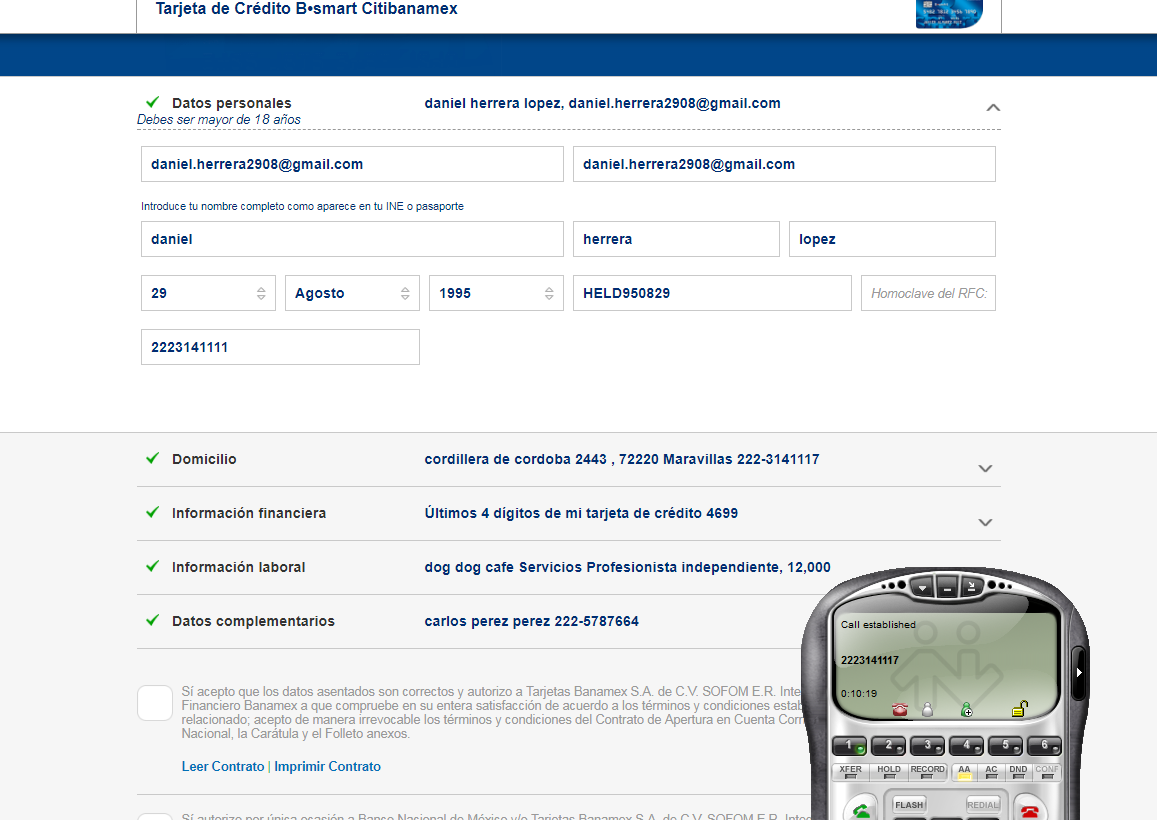 Tarjeta de Crédito B•smart Citibanamex
Datos personales daniel herrera lopez, daniel.herrera2908@gmail.com
Debes ser mayor de 18 años
daniel.herrera2908@gmail.com daniel.herrera2908@gmail.com
Introduce tu nombre completo como aparece en tu INE o pasaporte
daniel herrera lopez
29 Agosto 1995 HELD950829 Homoclave del RFC:
2223141111
Domicilio cordillera de cordoba 2443 , 72220 Maravillas 222-3141117
Información financiera Últimos 4 dígitos de mi tarjeta de crédito 4699
Información laboral dog dog cafe Servicios Profesionista independiente, 12,000
Datos complementarios carlos perez perez 222-5787664
Sí acepto que los datos asentados son correctos y autorizo a Tarjetas Banamex S.A. de C.V. SOFOM E.R. Inte
Financiero Banamex a que compruebe en su entera satisfacción de acuerdo a los términos y condiciones estab
relacionado; acepto de manera irrevocable los términos y condiciones del Contrato de Apertura en Cuenta Corr
Nacional, la Carátula y el Folleto anexos.
Leer Contrato | Imprimir Contrato
Sí autorizo por única ocasión a Banco Nacional de México y/o Tarjetas Banamex S.A. de C.V. SOFOM E.R. Inte
Call established
2223141117
0:10:19
1 2 3 4 5 6
XFER HOLD RECORD AA AC DND CONF
FLASH REDIAL